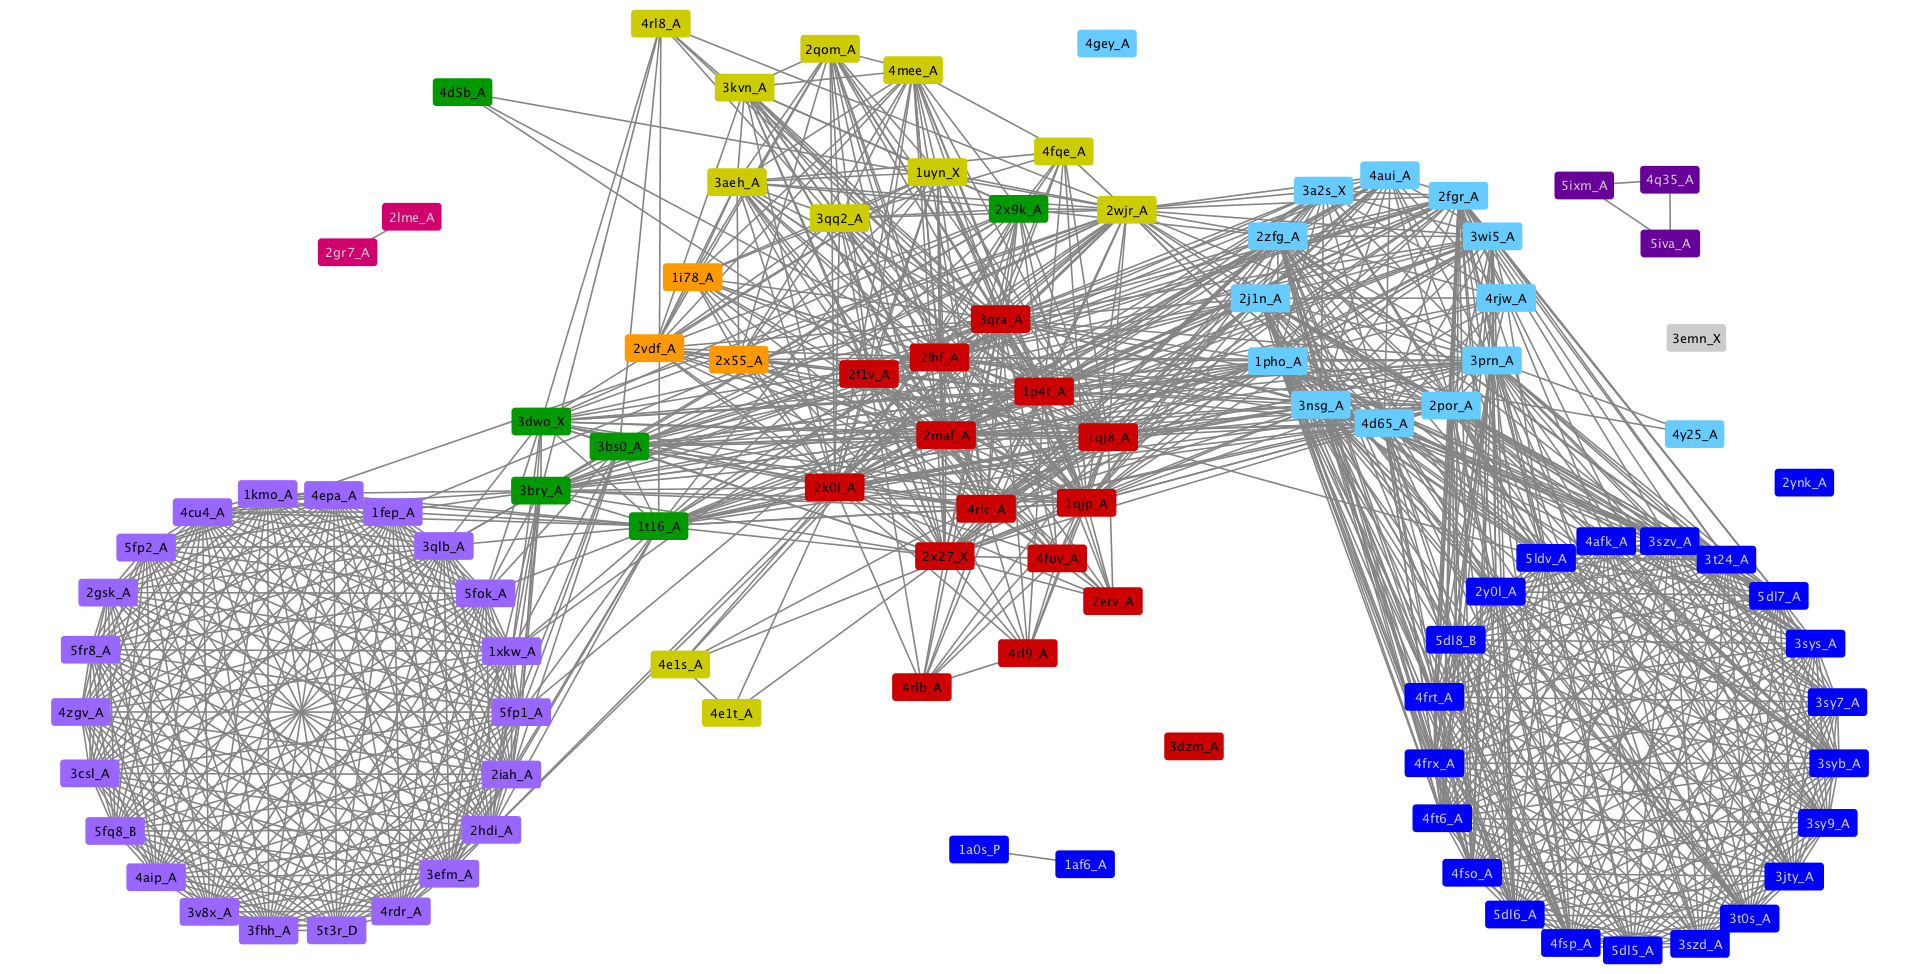 4rl8_A
2qom_A
4gey_A
4mee_A
3kvn_A
4d5b_A
4fqe_A
1uyn_X
3aeh_A
4aui_A
3a2s_X
2fgr_A
5ixm_A
4q35_A
2lme_A
3qq2_A
2x9k_A
2wjr_A
2zfg_A
3wi5_A
5iva_A
2gr7_A
1i78_A
2j1n_A
4rjw_A
3qra_A
3emn_X
2vdf_A
2x55_A
2lhf_A
2f1v_A
1pho_A
3prn_A
1p4t_A
3nsg_A
2por_A
4d65_A
4y25_A
3dwo_X
3bs0_A
2maf_A
1qj8_A
2ynk_A
1kmo_A
4epa_A
3bry_A
2k0l_A
4cu4_A
1fep_A
4rlc_A
1qjp_A
1t16_A
5fp2_A
3qlb_A
2x27_X
4fuv_A
5ldv_A
4afk_A
3szv_A
3t24_A
2gsk_A
5fok_A
2erv_A
2y0l_A
5dl7_A
5fr8_A
1xkw_A
4e1s_A
4rl9_A
5dl8_B
3sys_A
4rlb_A
4zgv_A
5fp1_A
4e1t_A
4frt_A
3sy7_A
3dzm_A
3csl_A
2iah_A
4frx_A
3syb_A
5fq8_B
2hdi_A
4ft6_A
3sy9_A
1a0s_P
1af6_A
4aip_A
3efm_A
4fso_A
3jty_A
3v8x_A
4rdr_A
5dl6_A
3t0s_A
3fhh_A
5t3r_D
4fsp_A
5dl5_A
3szd_A